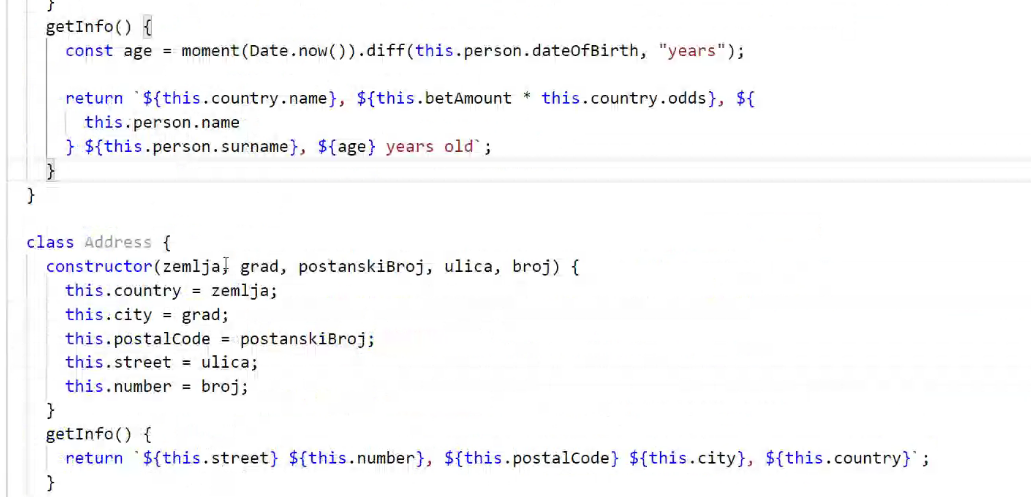 }
getInfo() {
const age = moment(Date.now()).diff(this.person.dateOfBirth, "years");
return `${this.country.name}, ${this.betAmount * this.country.odds}, ${
this.person.name
} ${this.person.surname}, ${age} years old`;
}
}
class Address {
constructor(zemlja, grad, postanskiBroj, ulica, broj) {
this.country = zemlja;
this.city = grad;
this.postalCode = postanskiBroj;
this.street = ulica;
this.number = broj;
}
getInfo() {
return `${this.street} ${this.number}, ${this.postalCode} ${this.city}, ${this.country}`;
}